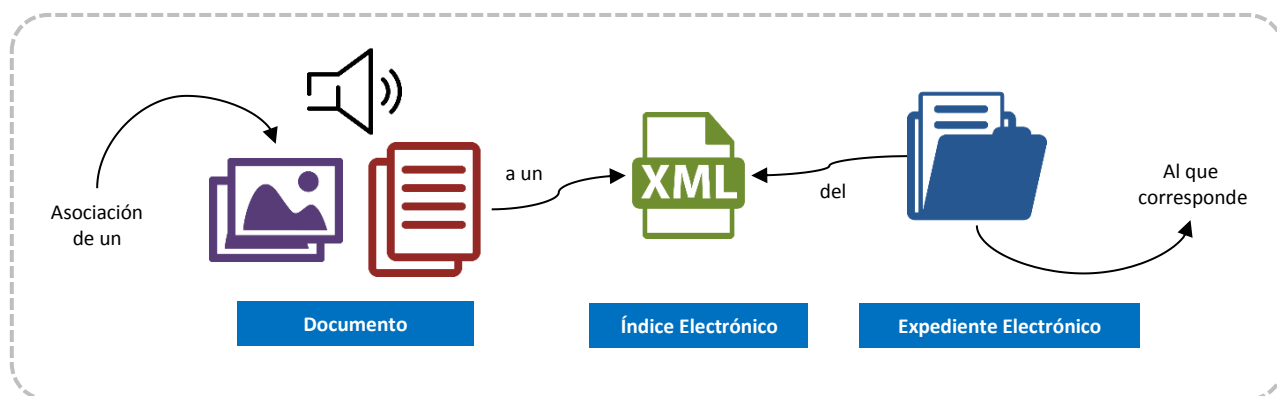 Asociación
de un
a un
XML
del
Al que
corresponde
Documento
Índice Electrónico
Expediente Electrónico